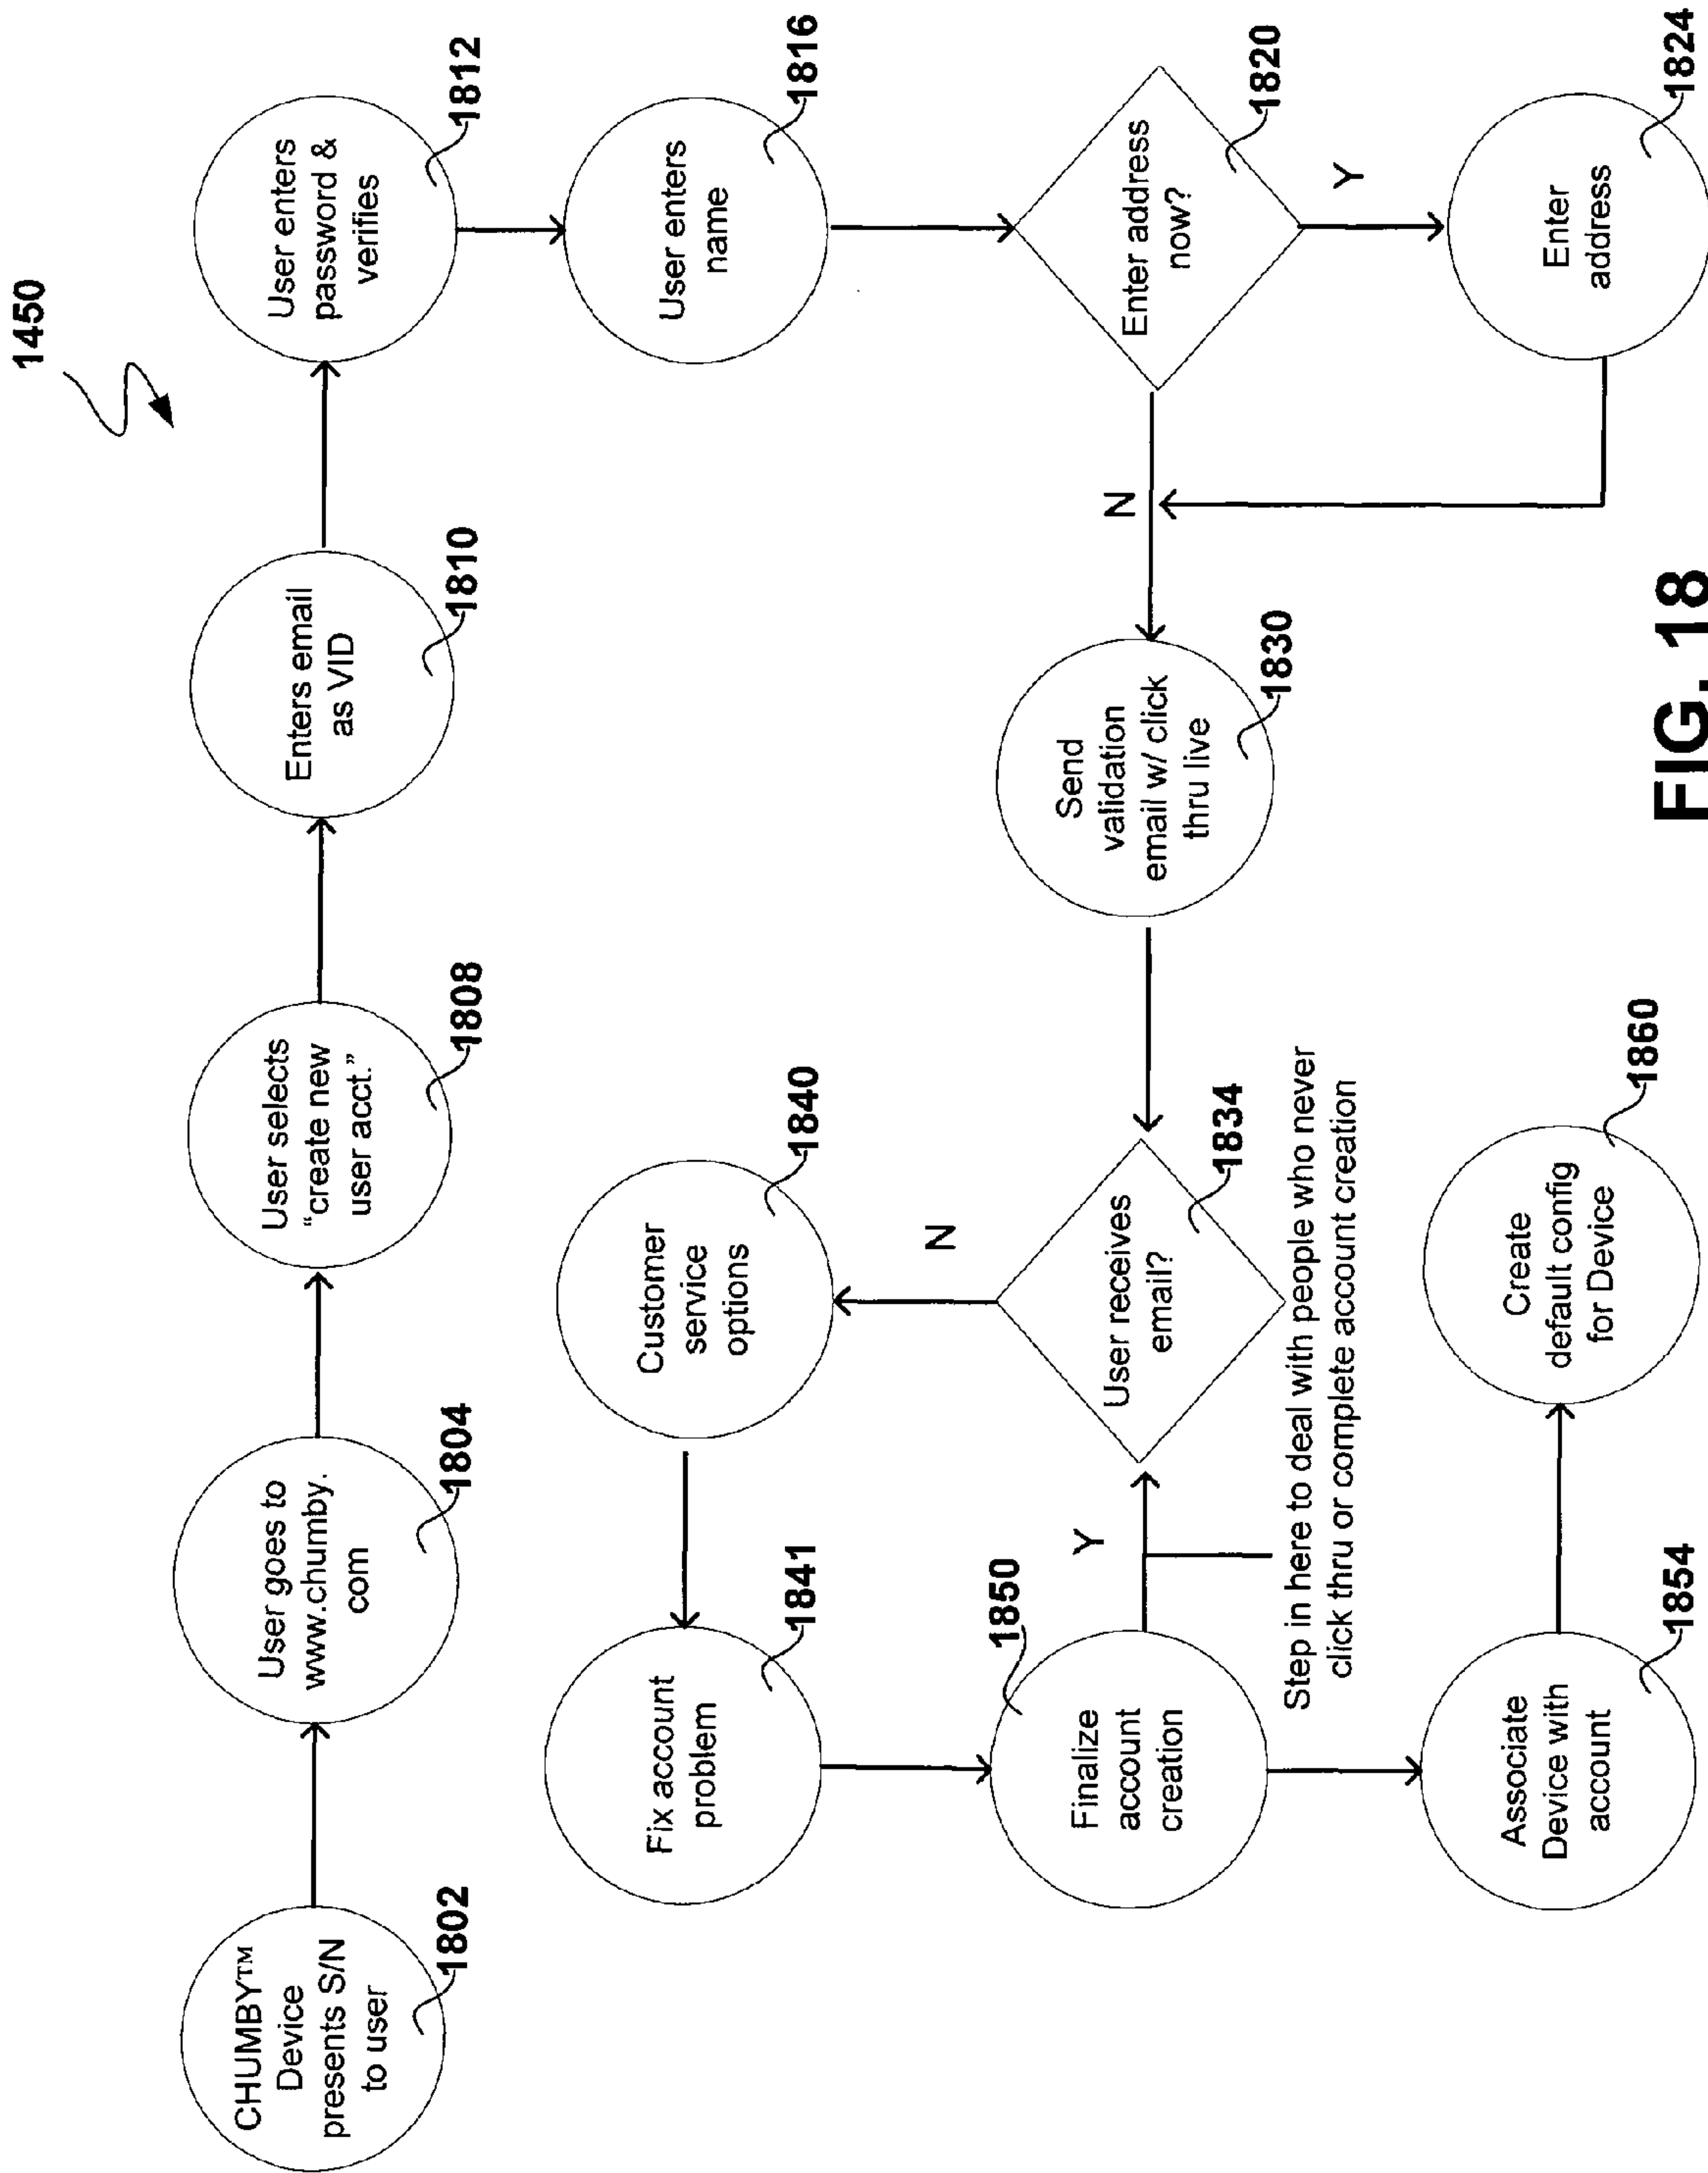 1450
CHUMBY™
Device
presents S/N
to user
1802
User goes to
www.chumby.
com
1804
User selects
“create new
user acct.”
1808
Enters email
as VID
1810
User enters
password &
verifies
1812
User enters
name
1816
Enter address
now?
1820
Y
N
Enter
address
1824
Send
validation
email w/ click
thru live
1830
User receives
email?
1834
N
Y
Customer
service
options
1840
Fix account
problem
1841
Finalize
account
creation
1850
Step in here to deal with people who never
click thru or complete account creation
Associate
Device with
account
1854
Create
default config
for Device
1860
FIG. 18